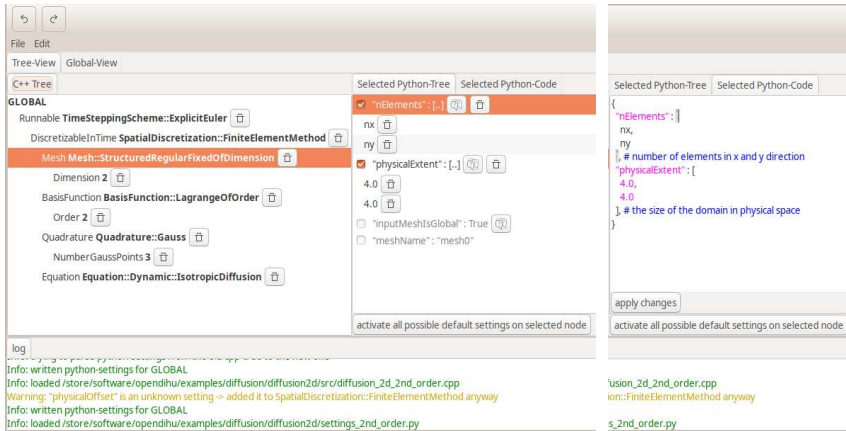 File Edit
Tree-View Global-View
C++ Tree
GLOBAL
Runnable TimeSteppingScheme::ExplicitEuler
DiscretizableInTime SpatialDiscretization::FiniteElementMethod
Mesh Mesh::StructuredRegularFixedOfDimension
Dimension 2
BasisFunction BasisFunction::LagrangeOfOrder
Order 2
Quadrature Quadrature::Gauss
NumberGaussPoints 3
Equation Equation::Dynamic::IsotropicDiffusion
Selected Python-Tree Selected Python-Code
"nElements" : [..]
nx
ny
"physicalExtent" : [..]
4.0
4.0
"inputMeshIsGlobal" : True
"meshName" : "mesh0"
activate all possible default settings on selected node
Selected Python-Tree Selected Python-Code
{
"nElements" : [
nx,
ny
], # number of elements in x and y direction
"physicalExtent" : [
4.0,
4.0
], # the size of the domain in physical space
}
apply changes
activate all possible default settings on selected node
log
Info: written python-settings for GLOBAL
Info: loaded /store/software/opendihu/examples/diffusion/diffusion2d/src/diffusion_2d_2nd_order.cpp
Warning: "physicalOffset" is an unknown setting -> added it to SpatialDiscretization::FiniteElementMethod anyway
Info: written python-settings for GLOBAL
Info: loaded /store/software/opendihu/examples/diffusion/diffusion2d/settings_2nd_order.py
fusion_2d_2nd_order.cpp
ion::FiniteElementMethod anyway
s_2nd_order.py